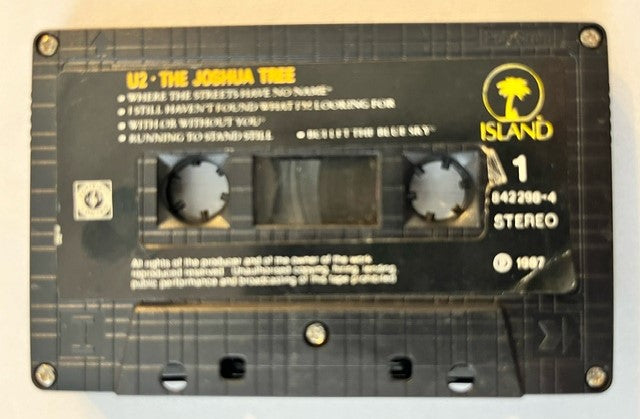 U2 • THE JOSHUA TREE
• WHERE THE STREETS HAVE NO NAME
• I STILL HAVEN'T FOUND WHAT I'M LOOKING FOR
• WITH OR WITHOUT YOU
• RUNNING TO STAND STILL • BULLET THE BLUE SKY
ISLAND
1
842298-4
STEREO
All rights of the producer and of the owner of the work
reproduced reserved. Unauthorised copying, hiring, lending
public performance and broadcasting of this tape prohibited
Ⓟ 1987